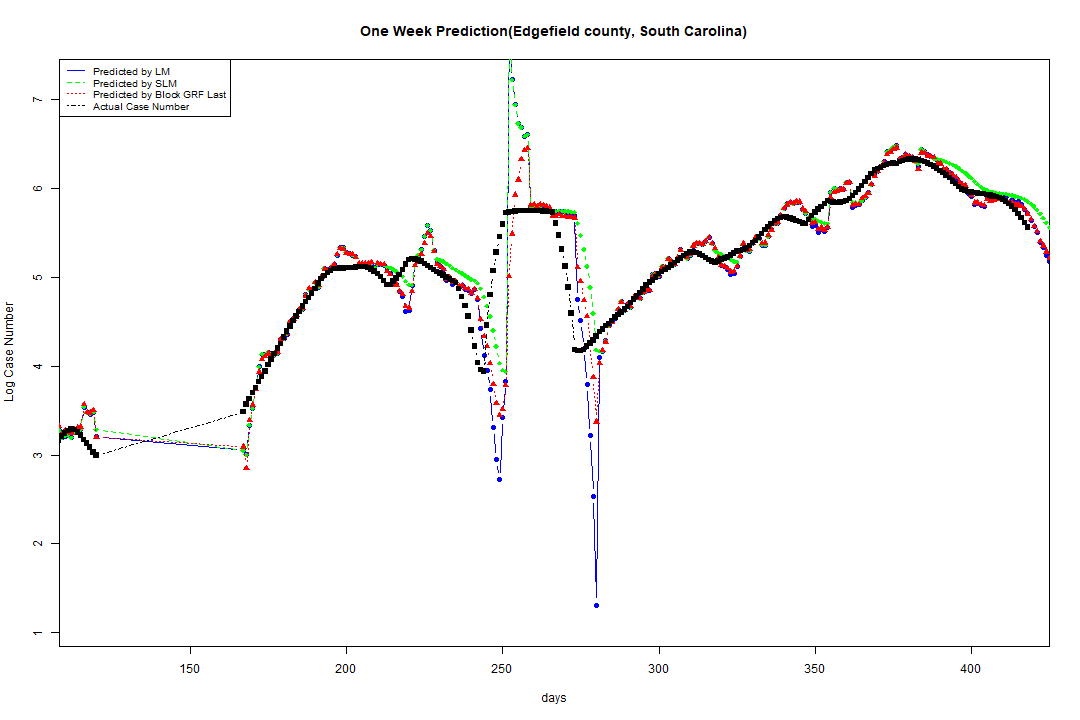 One Week Prediction(Edgefield county, South Carolina)
Predicted by LM
Predicted by SLM
Predicted by Block GRF Last
Actual Case Number
7
6
5
4
3
2
1
Log Case Number
150 200 250 300 350 400
days